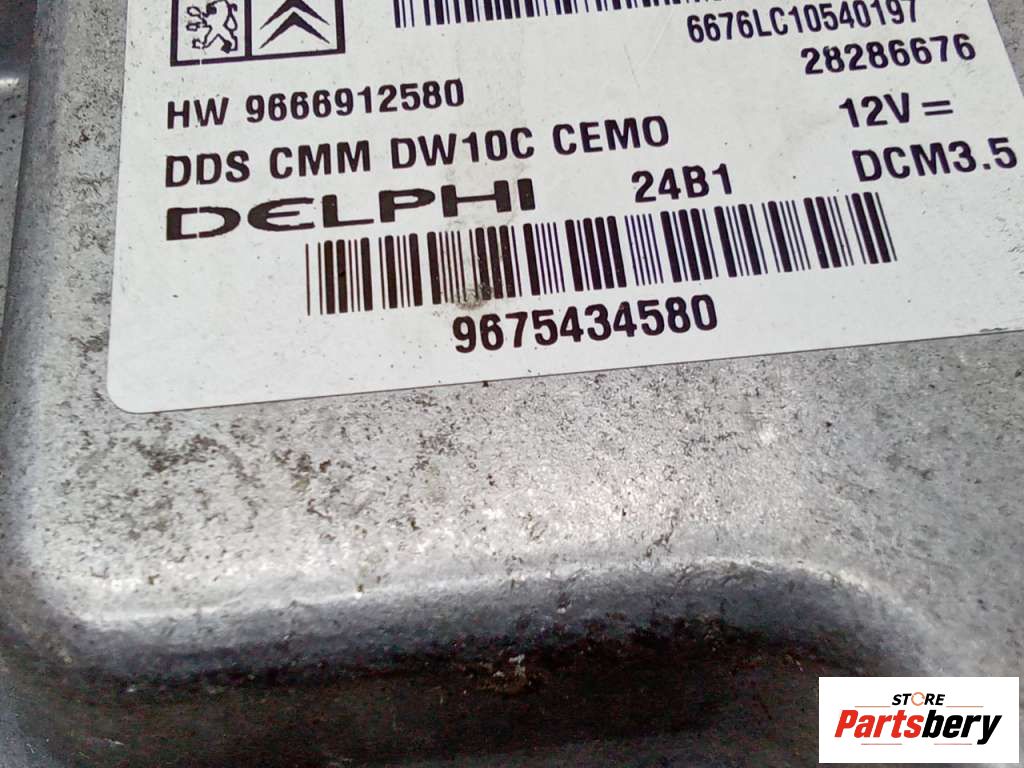 6676LC10540197
28286676
HW 9666912580
12V =
DDS CMM DW10C CEMO
DCM3.5
DELPHI 24B1
9675434580
STORE
Partsbery